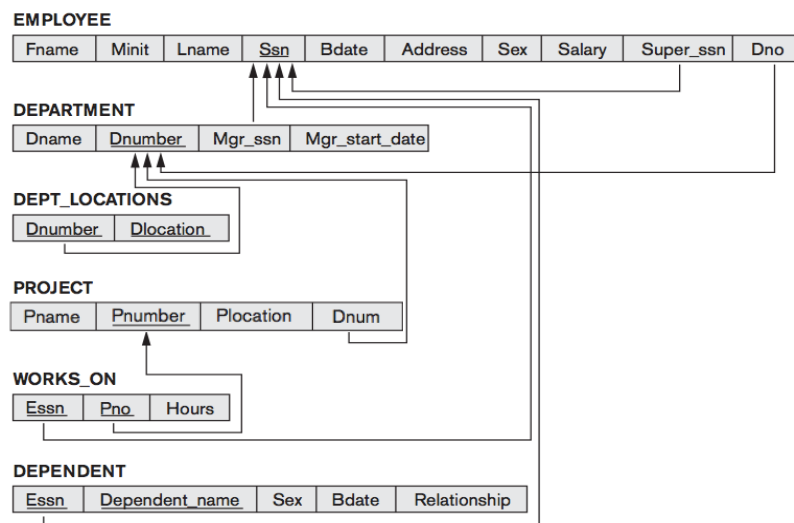 EMPLOYEE
Fname Minit Lname Ssn Bdate Address Sex Salary Super_ssn Dno
DEPARTMENT
Dname Dnumber Mgr_ssn Mgr_start_date
DEPT_LOCATIONS
Dnumber Dlocation
PROJECT
Pname Pnumber Plocation Dnum
WORKS_ON
Essn Pno Hours
DEPENDENT
Essn Dependent_name Sex Bdate Relationship